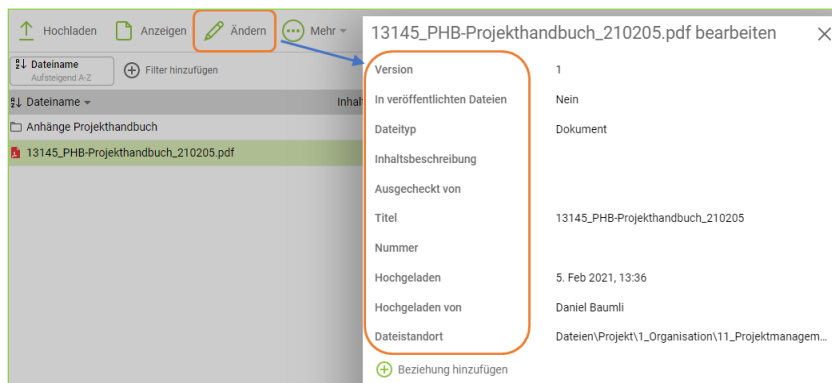 Hochladen
Anzeigen
Ändern
Mehr
Dateiname
Aufsteigend A-Z
Filter hinzufügen
Dateiname
Inhalt
Anhänge Projekthandbuch
13145_PHB-Projekthandbuch_210205.pdf
13145_PHB-Projekthandbuch_210205.pdf bearbeiten
Version 1
In veröffentlichten Dateien Nein
Dateityp Dokument
Inhaltsbeschreibung
Ausgecheckt von
Titel 13145_PHB-Projekthandbuch_210205
Nummer
Hochgeladen 5. Feb 2021, 13:36
Hochgeladen von Daniel Baumli
Dateistandort Dateien\Projekt\1_Organisation\11_Projektmanagem...
Beziehung hinzufügen